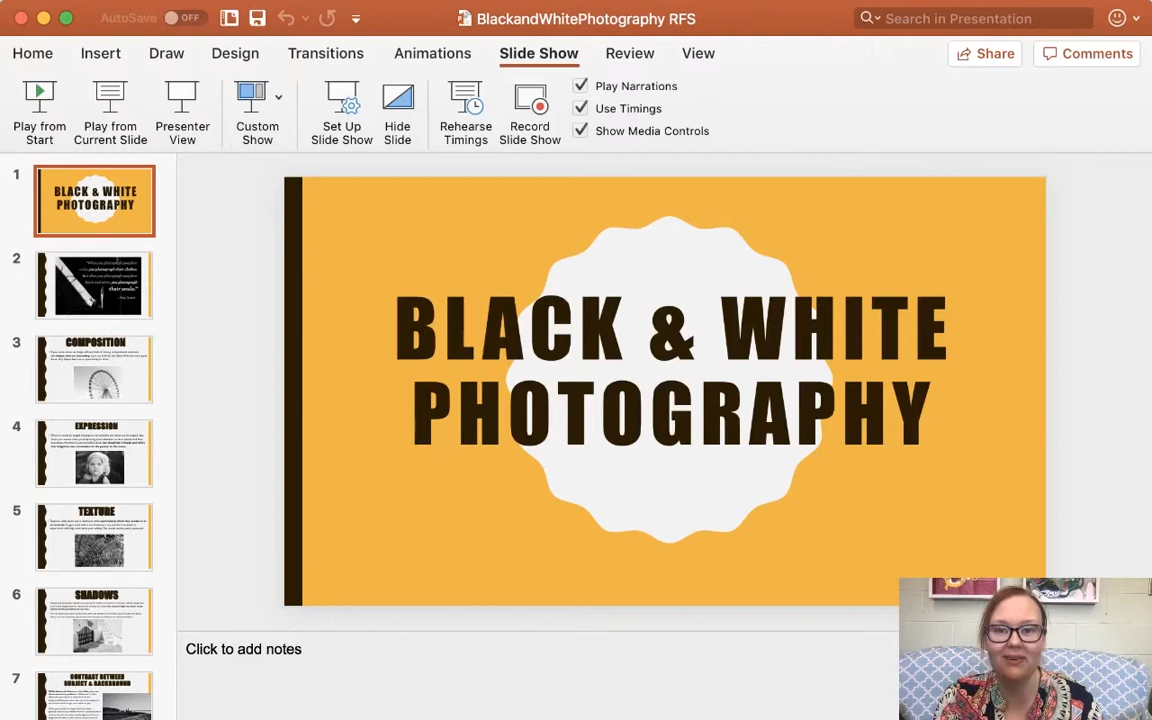 AutoSave OFF
BlackandWhitePhotography RFS
Search in Presentation
Home Insert Draw Design Transitions Animations Slide Show Review View
Share Comments
Play from Start
Play from Current Slide
Presenter View
Custom Show
Set Up Slide Show
Hide Slide
Rehearse Timings
Record Slide Show
Play Narrations
Use Timings
Show Media Controls
1
BLACK & WHITE
PHOTOGRAPHY
2
3
COMPOSITION
4
EXPRESSION
5
TEXTURE
6
SHADOWS
7
CONTRAST BETWEEN
SUBJECT & BACKGROUND
BLACK & WHITE
PHOTOGRAPHY
Click to add notes